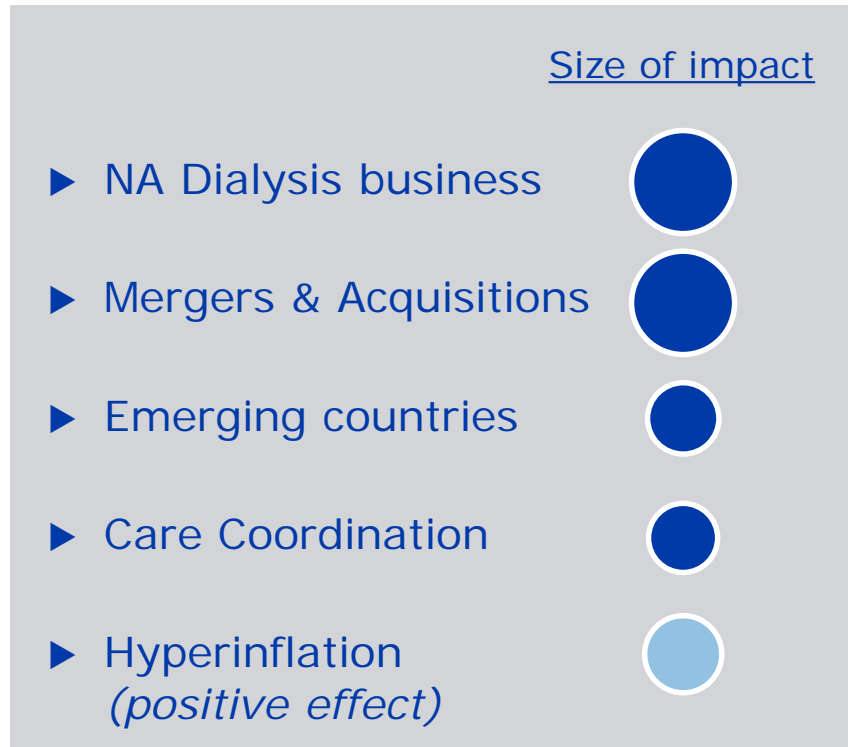 Size of impact
NA Dialysis business
Mergers & Acquisitions
Emerging countries
Care Coordination
Hyperinflation
(positive effect)